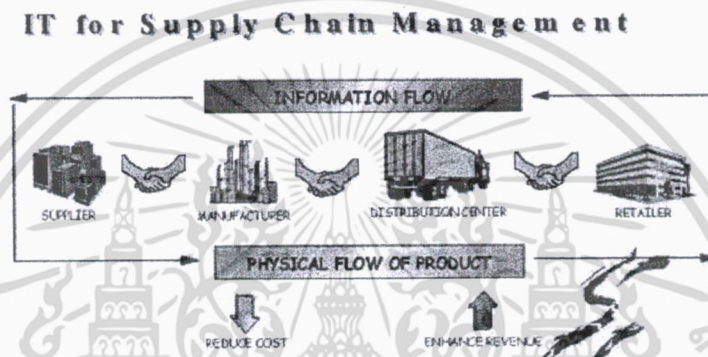 IT for Supply Chain Management
INFORMATION FLOW
SUPPLIER
MANUFACTURER
DISTRIBUTION CENTER
RETAILER
PHYSICAL FLOW OF PRODUCT
REDUCE COST
ENHANCE REVENUE